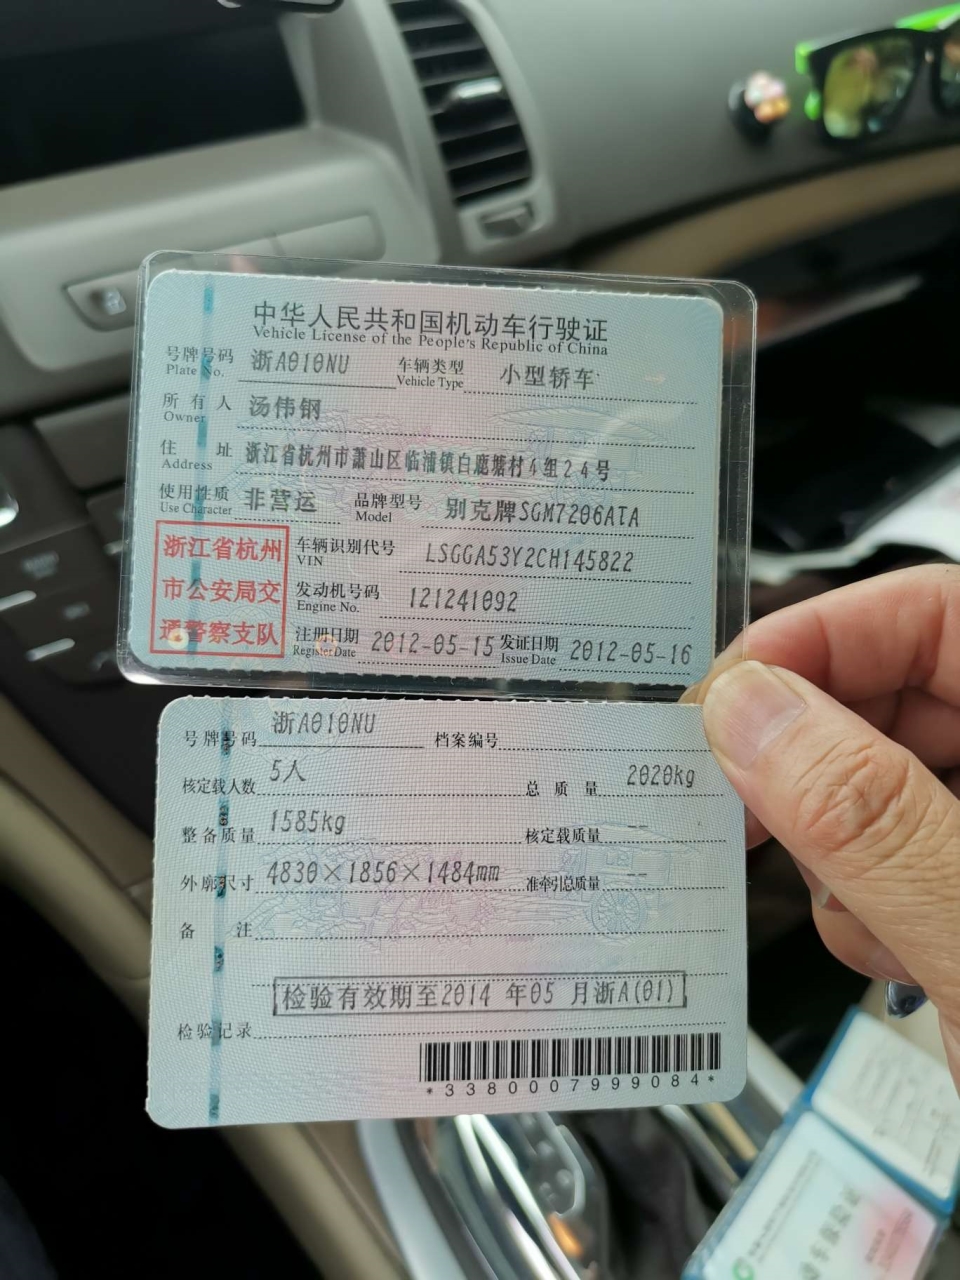 中华人民共和国机动车行驶证
Vehicle License of the People's Republic of China
号牌号码 浙A010NU 车辆类型 小型轿车
Plate No. Vehicle Type
所有人 汤伟钢
Owner
住址 浙江省杭州市萧山区临浦镇白鹿塘村4组24号
Address
使用性质 非营运 品牌型号 别克牌SGM7206ATA
Use Character Model
浙江省杭州
市公安局交
通警察支队
车辆识别代号 LSGGA53Y2CH145822
VIN
发动机号码 121241092
Engine No.
注册日期 2012-05-15 发证日期 2012-05-16
Register Date Issue Date
号牌号码 浙A010NU 档案编号
核定载人数 5人 总质量 2020kg
整备质量 1585kg 核定载质量 --
外廓尺寸 4830×1856×1484mm 准牵引总质量 --
备注
检验有效期至2014 年05 月浙A(01)
检验记录
*3380007999084*